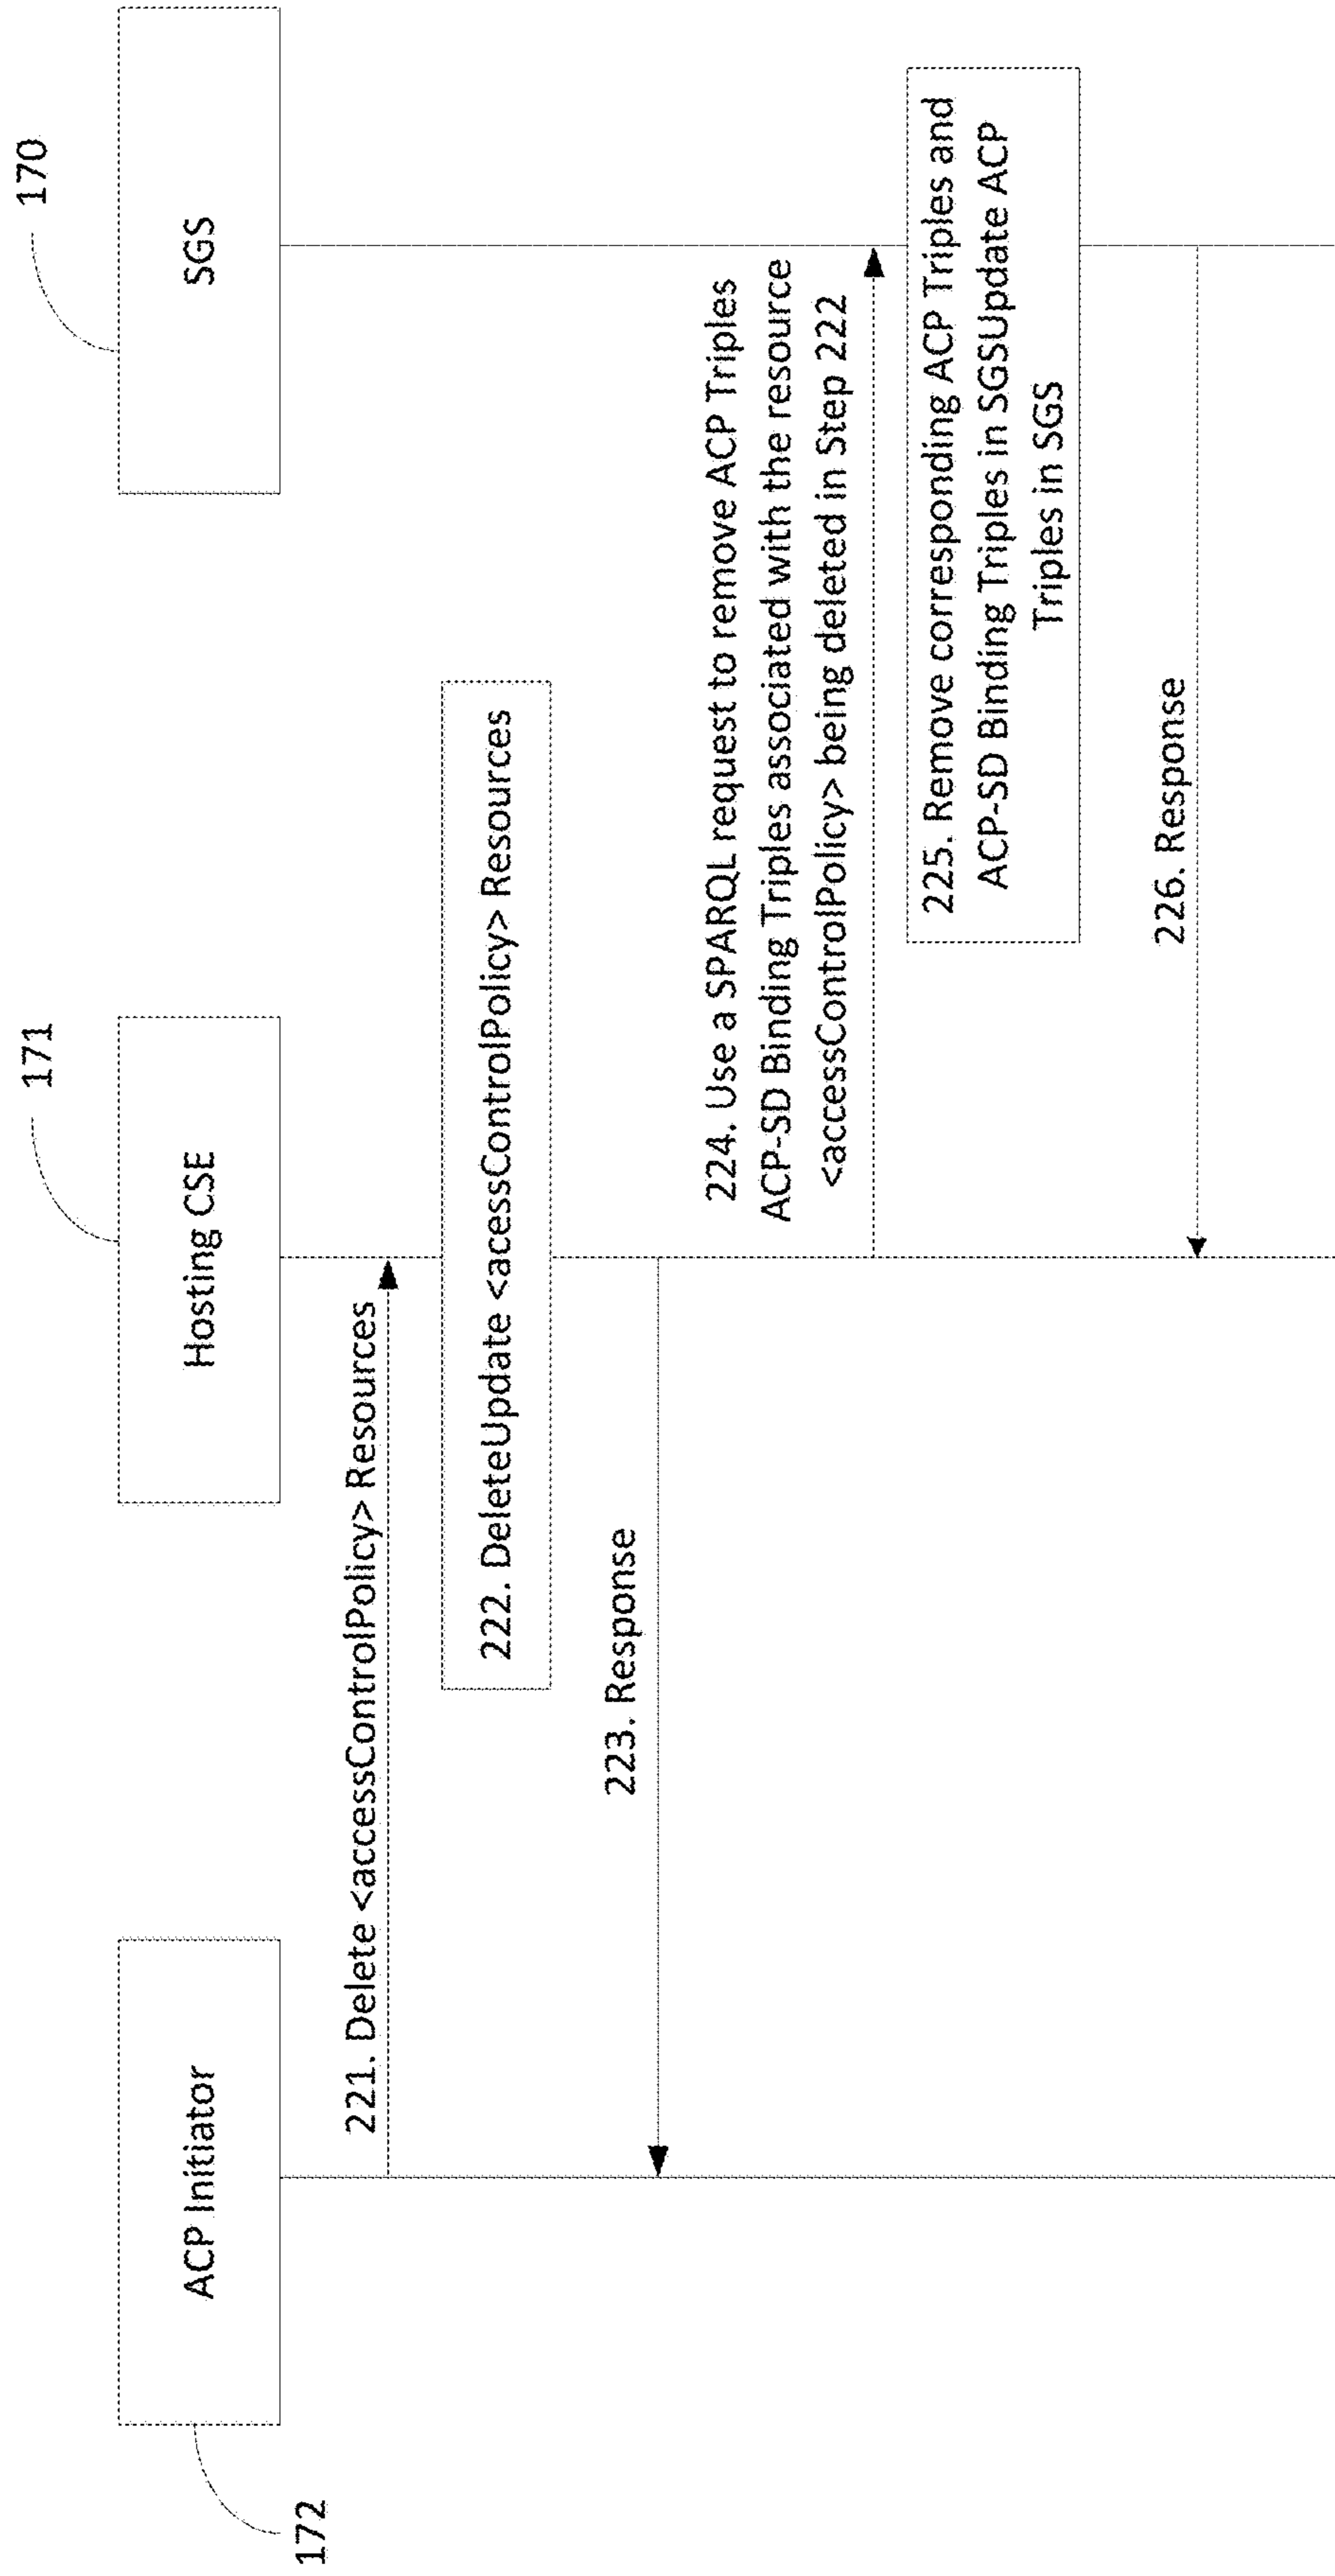 172
ACP Initiator
171
Hosting CSE
170
SGS
221. Delete <accessControlPolicy> Resources
222. DeleteUpdate <acessControlPolicy> Resources
223. Response
224. Use a SPARQL request to remove ACP Triples
ACP-SD Binding Triples associated with the resource
<accessControlPolicy> being deleted in Step 222
225. Remove corresponding ACP Triples and
ACP-SD Binding Triples in SGSUpdate ACP
Triples in SGS
226. Response